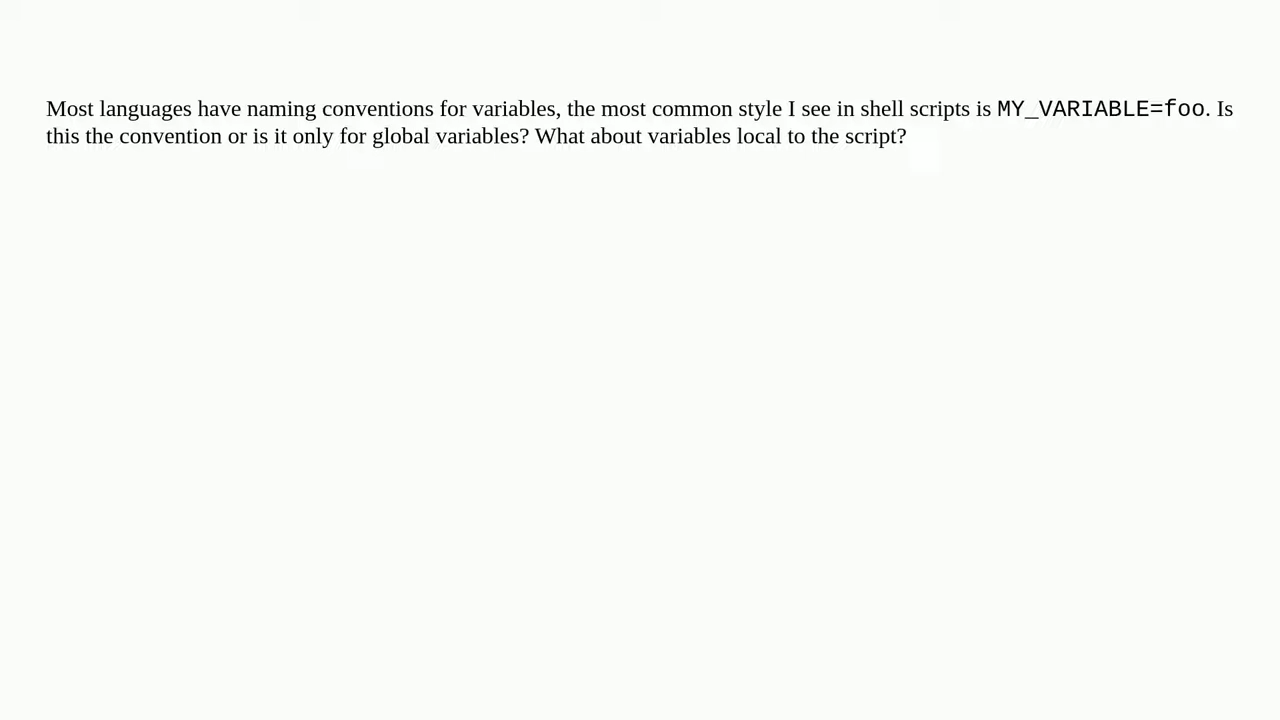 Most languages have naming conventions for variables, the most common style I see in shell scripts is MY_VARIABLE=foo. Is
this the convention or is it only for global variables? What about variables local to the script?